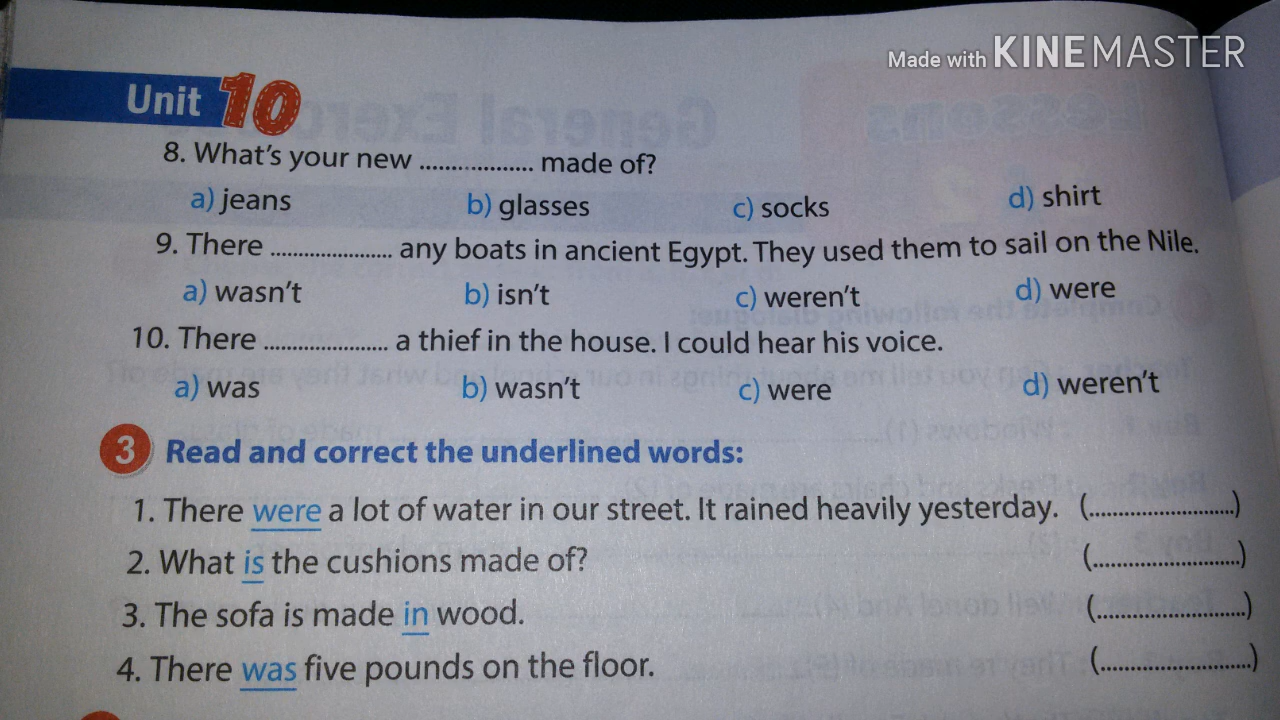 Made with KINEMASTER
Unit 10
8. What's your new .................. made of?
a) jeans b) glasses c) socks d) shirt
9. There ...................... any boats in ancient Egypt. They used them to sail on the Nile.
a) wasn't b) isn't c) weren't d) were
10. There ...................... a thief in the house. I could hear his voice.
a) was b) wasn't c) were d) weren't
3 Read and correct the underlined words:
1. There were a lot of water in our street. It rained heavily yesterday. (..........................)
2. What is the cushions made of? (..........................)
3. The sofa is made in wood. (..........................)
4. There was five pounds on the floor. (..........................)